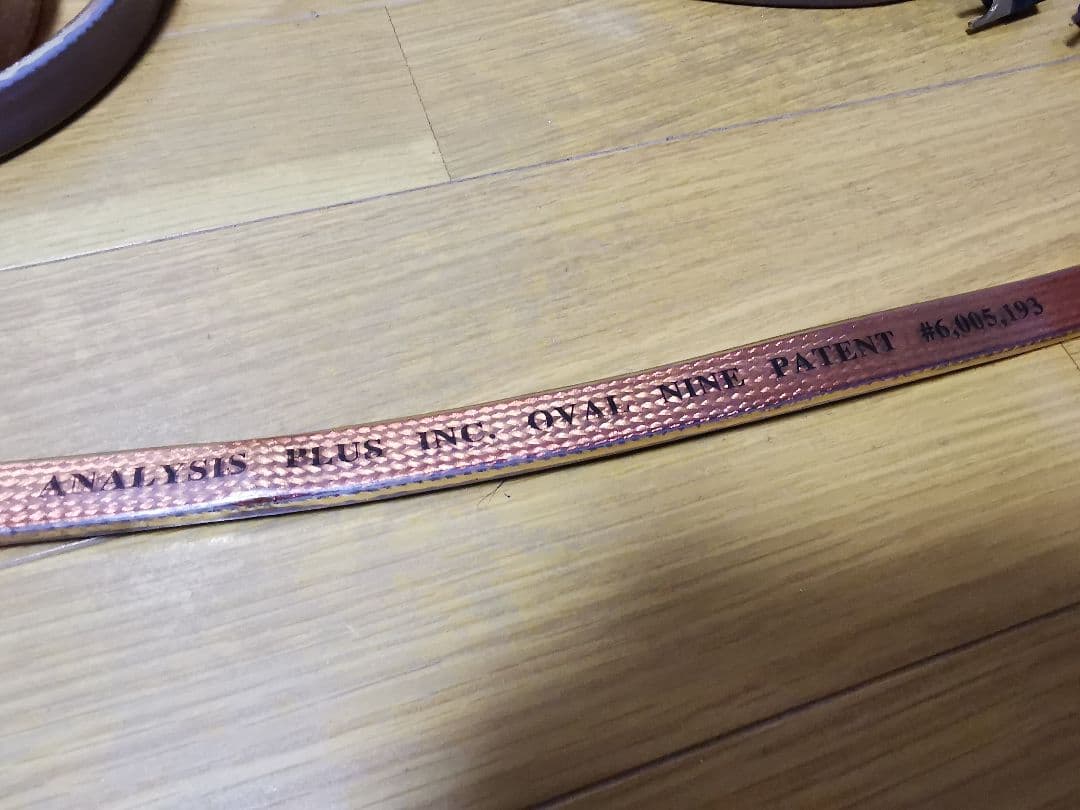 ANALYSIS PLUS INC. OVAL NINE PATENT #6,005,193